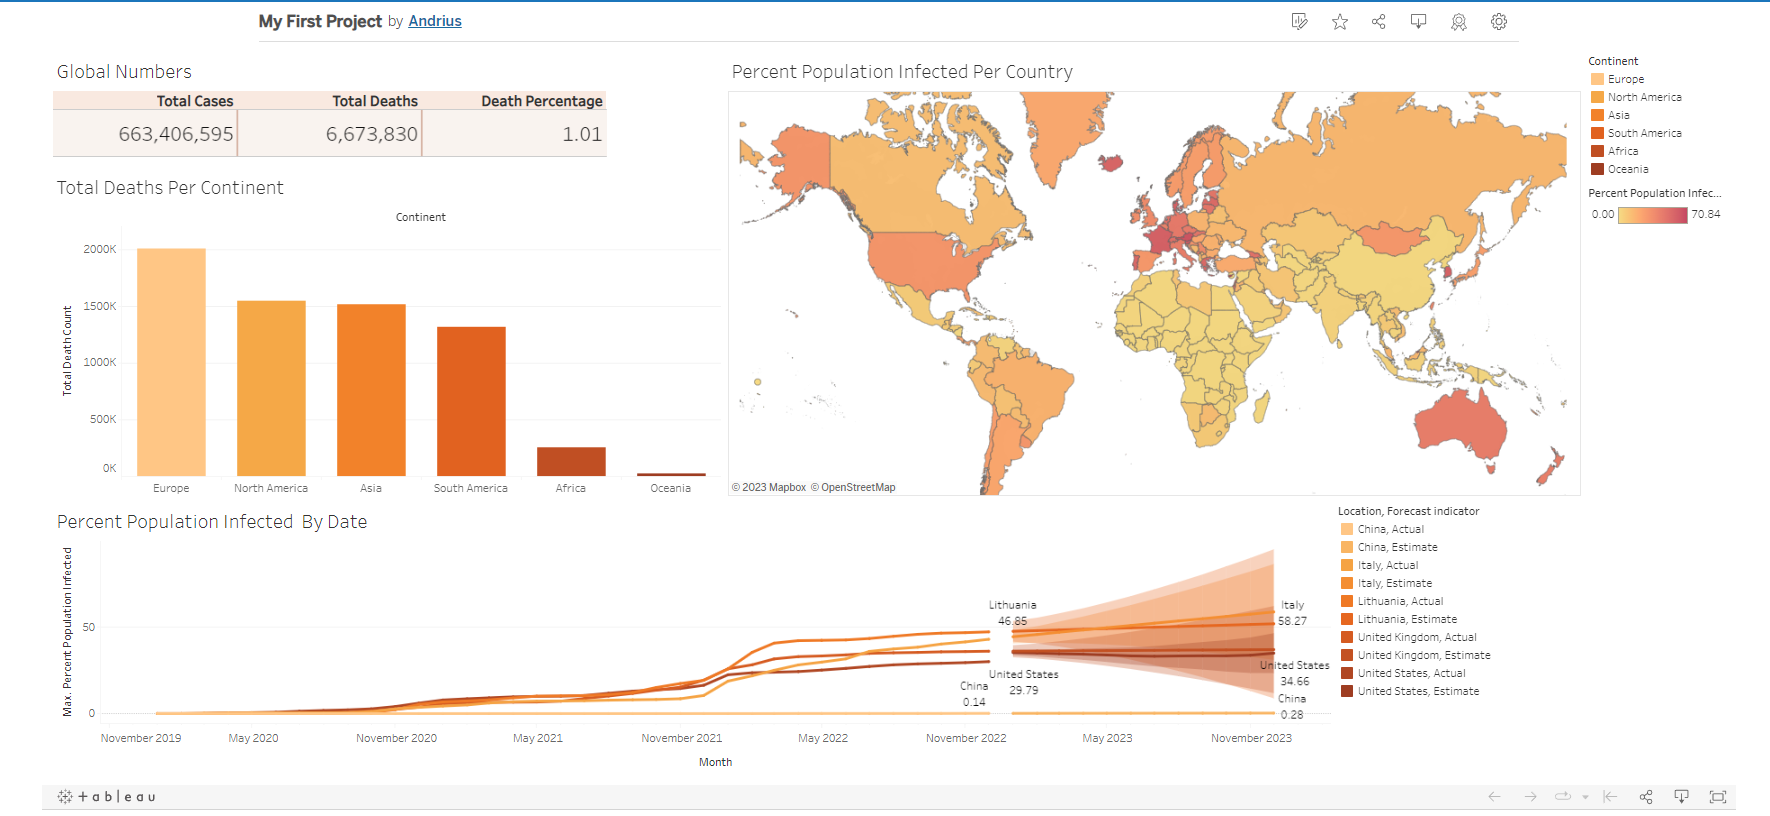 My First Project by Andrius
Global Numbers
Total Cases Total Deaths Death Percentage
663,406,595 6,673,830 1.01
Total Deaths Per Continent
Continent
Total Death Count
2000K
1500K
1000K
500K
0K
Europe North America Asia South America Africa Oceania
Percent Population Infected Per Country
© 2023 Mapbox © OpenStreetMap
Continent
Europe
North America
Asia
South America
Africa
Oceania
Percent Population Infec...
0.00 70.84
Percent Population Infected By Date
Max. Percent Population Infected
50
0
Lithuania
46.85
United States
29.79
China
0.14
Italy
58.27
United States
34.66
China
0.28
November 2019 May 2020 November 2020 May 2021 November 2021 May 2022 November 2022 May 2023 November 2023
Month
Location, Forecast indicator
China, Actual
China, Estimate
Italy, Actual
Italy, Estimate
Lithuania, Actual
Lithuania, Estimate
United Kingdom, Actual
United Kingdom, Estimate
United States, Actual
United States, Estimate
+ a b | e a u